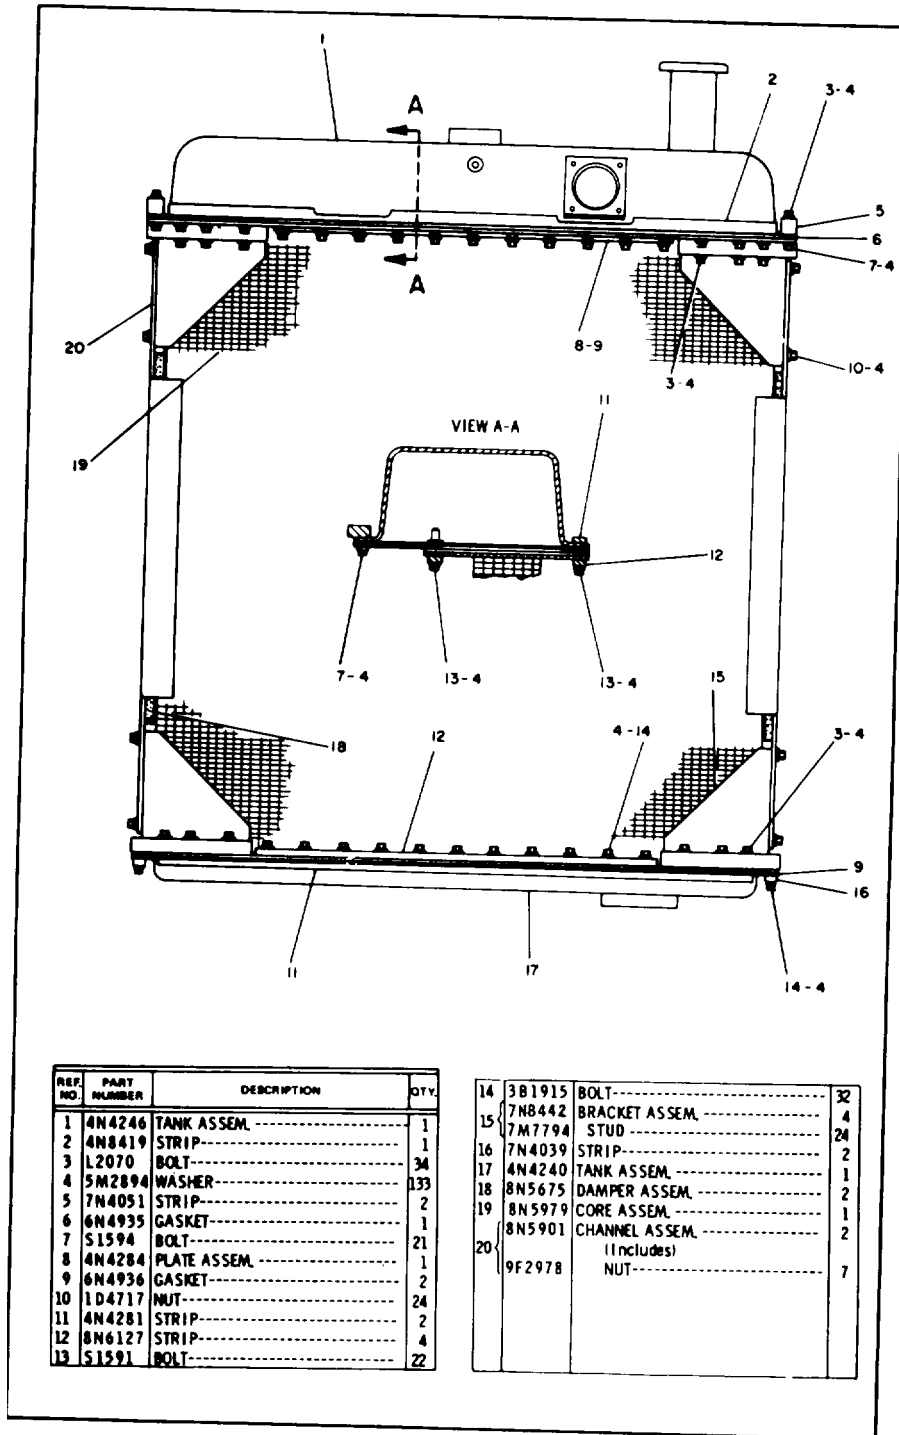 1
A
2
3-4
5
6
7-4
A
20
8-9
3-4
10-4
19
VIEW A-A
11
12
7-4
13-4
13-4
15
18
12
4-14
3-4
9
16
11
17
14-4
REF. NO. PART NUMBER DESCRIPTION QTY.
1 4N4246 TANK ASSEM. 1
2 4N8419 STRIP 1
3 L2070 BOLT 34
4 5M2894 WASHER 133
5 7N4051 STRIP 2
6 6N4935 GASKET 1
7 S1594 BOLT 21
8 4N4284 PLATE ASSEM. 1
9 6N4936 GASKET 2
10 1D4717 NUT 24
11 4N4281 STRIP 2
12 8N6127 STRIP 4
13 S1591 BOLT 22
14 3B1915 BOLT 32
15 7N8442 BRACKET ASSEM. 4
7M7794 STUD 24
16 7N4039 STRIP 2
17 4N4240 TANK ASSEM. 1
18 8N5675 DAMPER ASSEM. 2
19 8N5979 CORE ASSEM. 1
20 8N5901 CHANNEL ASSEM. 2
(Includes)
9F2978 NUT 7